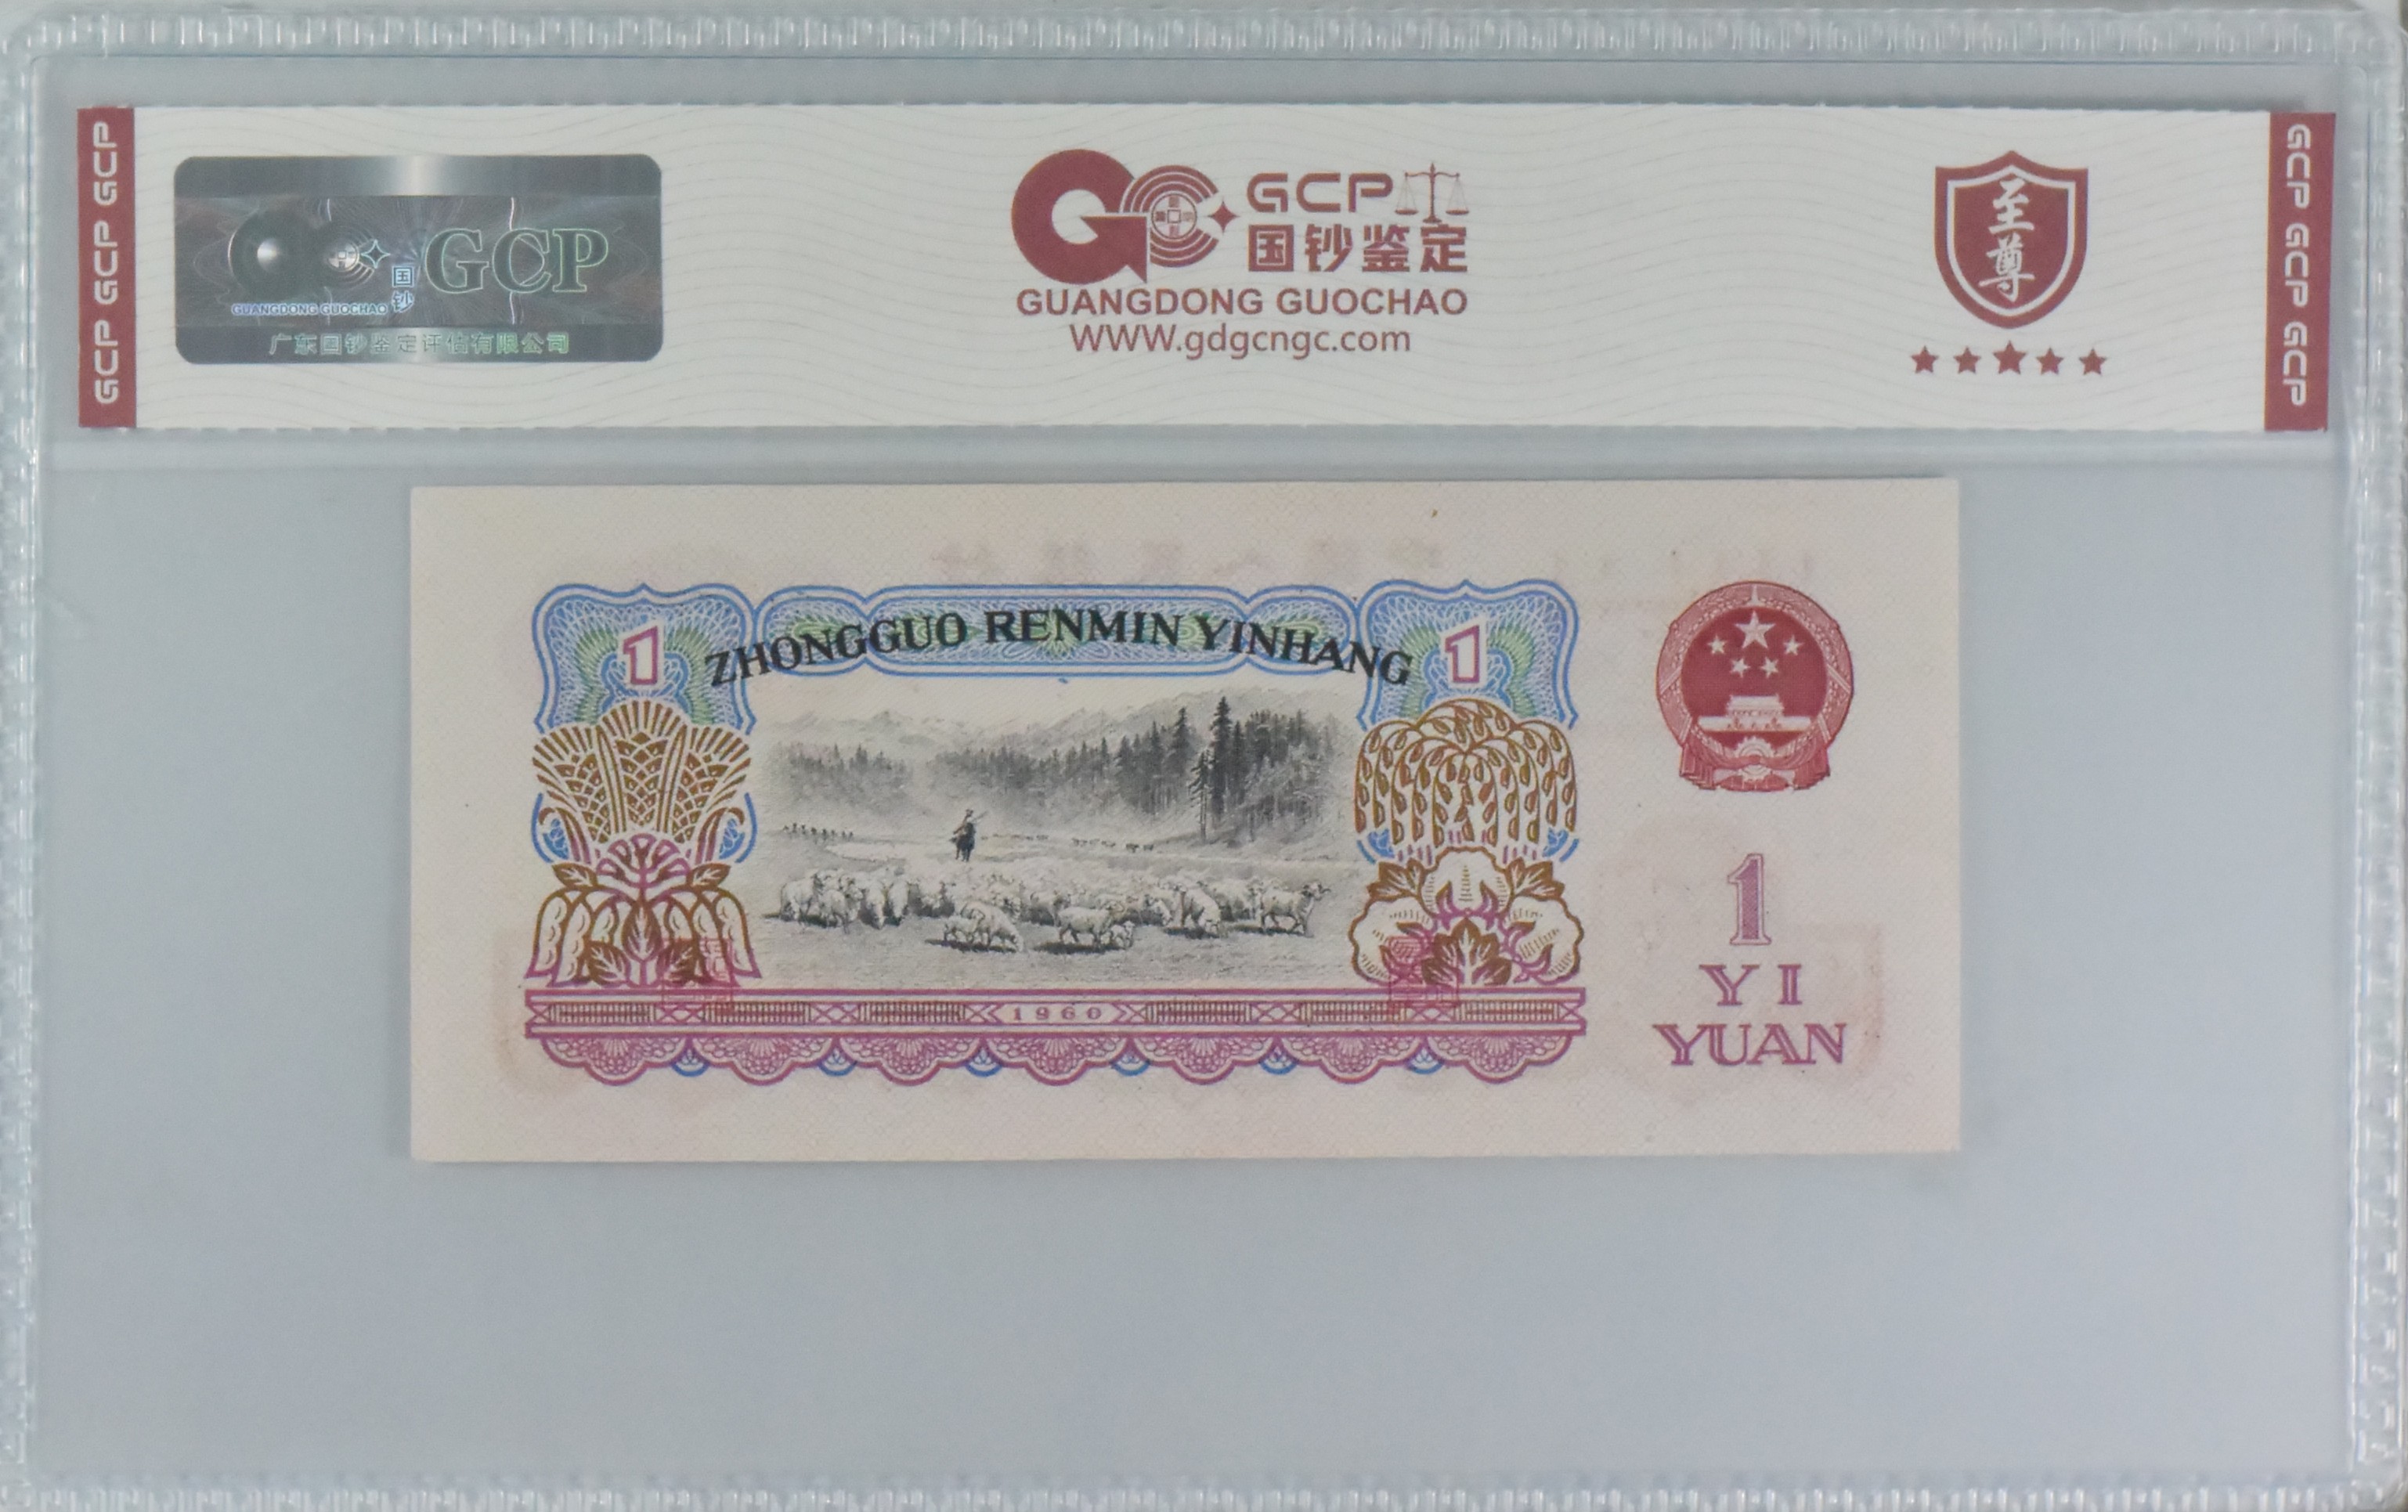 GCP GCP GCP
国钞
GCP
GUANGDONG GUOCHAO
广东国钞鉴定评估有限公司
GCP
国钞鉴定
GUANGDONG GUOCHAO
WWW.gdgcngc.com
至尊
GCP GCP GCP
ZHONGGUO RENMIN YINHANG
1
1
1960
1
YI
YUAN